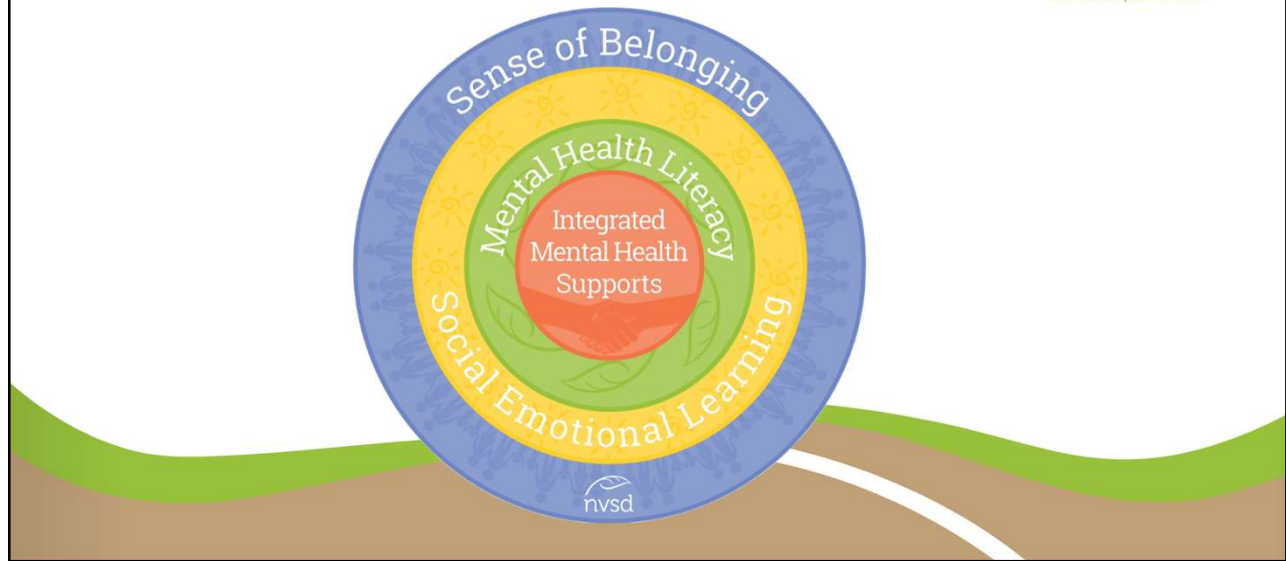 Sense of Belonging
Mental Health Literacy
Integrated
Mental Health
Supports
Social Emotional Learning
nvsd